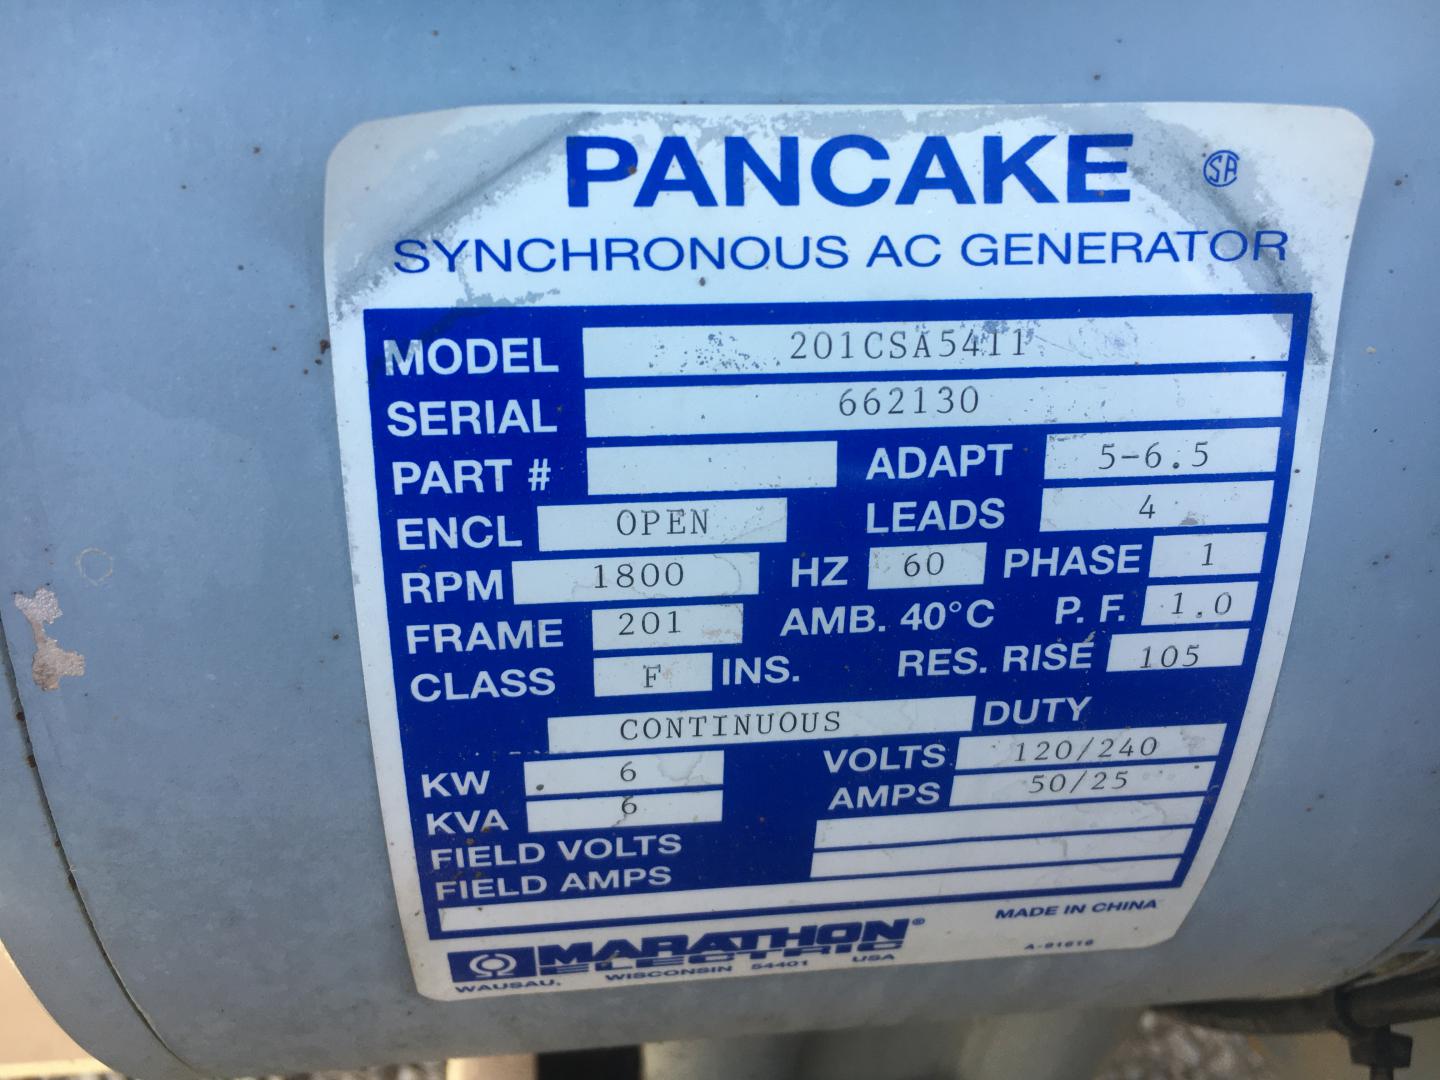 PANCAKE SA
SYNCHRONOUS AC GENERATOR
MODEL 201CSA5411
SERIAL 662130
PART # ADAPT 5-6.5
ENCL OPEN LEADS 4
RPM 1800 HZ 60 PHASE 1
FRAME 201 AMB. 40°C P. F. 1.0
CLASS F INS. RES. RISE 105
CONTINUOUS DUTY
KW 6 VOLTS 120/240
KVA 6 AMPS 50/25
FIELD VOLTS
FIELD AMPS
MARATHON® MADE IN CHINA
ELECTRIC
WAUSAU, WISCONSIN 54401 USA A-91616